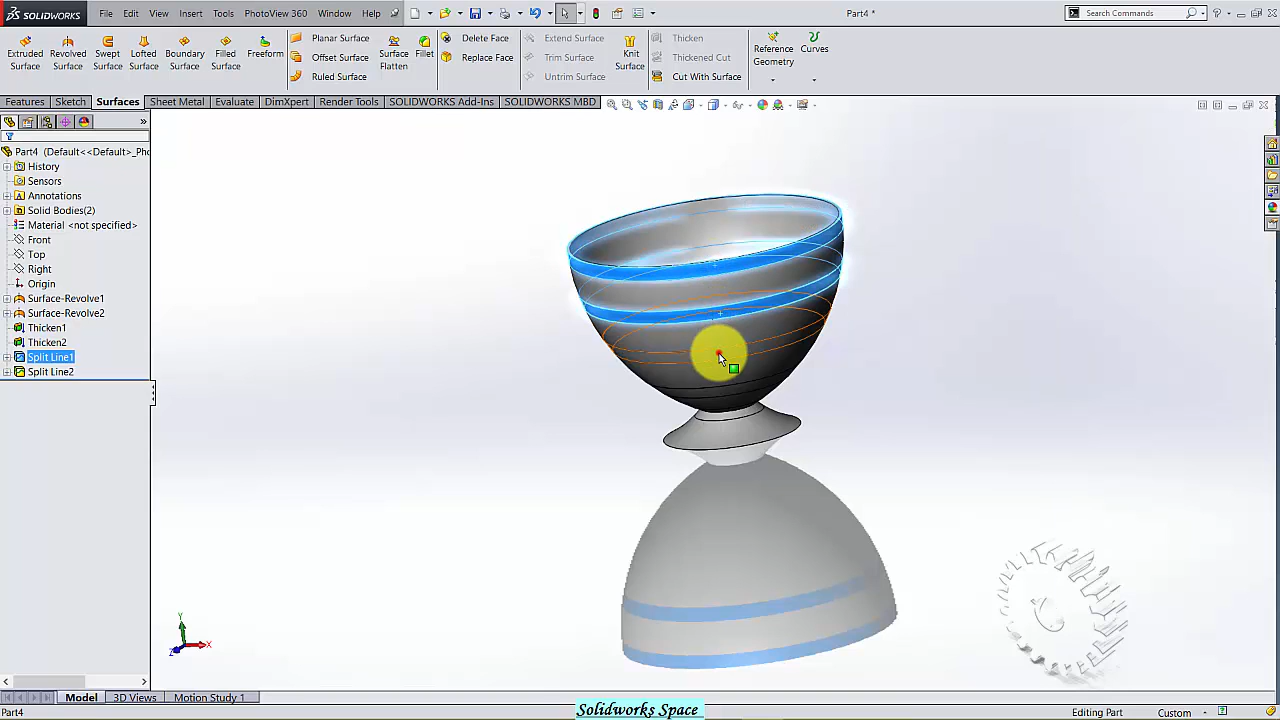 SOLIDWORKS File Edit View Insert Tools PhotoView 360 Window Help Part4 * Search Commands
Extruded Surface
Revolved Surface
Swept Surface
Lofted Surface
Boundary Surface
Filled Surface
Freeform
Planar Surface
Offset Surface
Ruled Surface
Surface Flatten
Fillet
Delete Face
Replace Face
Extend Surface
Trim Surface
Untrim Surface
Knit Surface
Thicken
Thickened Cut
Cut With Surface
Reference Geometry
Curves
Features Sketch Surfaces Sheet Metal Evaluate DimXpert Render Tools SOLIDWORKS Add-Ins SOLIDWORKS MBD
Part4 (Default<<Default>_Pho
History
Sensors
Annotations
Solid Bodies(2)
Material <not specified>
Front
Top
Right
Origin
Surface-Revolve1
Surface-Revolve2
Thicken1
Thicken2
Split Line1
Split Line2
Y
X
Z
Model 3D Views Motion Study 1
Part4 Solidworks Space Editing Part Custom